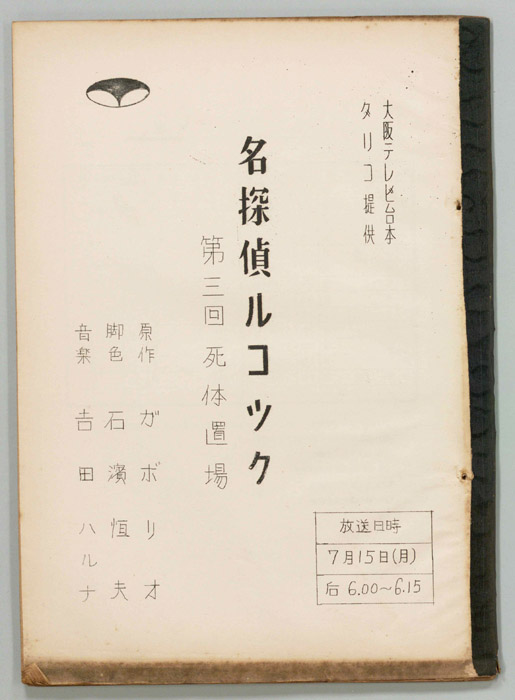 大阪テレビ台本
グリコ提供
名探偵ルコック
第三回死体置場
原作 ガボリオ
脚色 石濱恆夫
音楽 吉田ハルナ
放送日時
7月15日(月)
后 6.00〜6.15